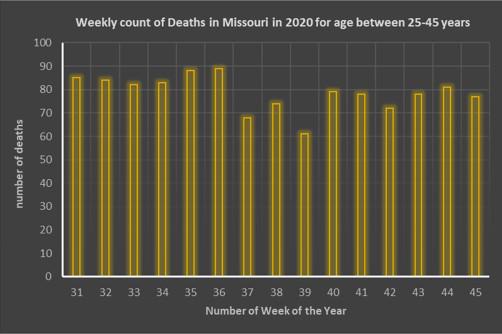 Weekly count of Deaths in Missouri in 2020 for age between 25-45 years
100
90
80
70
60
50
40
30
20
10
0
number of deaths
31 32 33 34 35 36 37 38 39 40 41 42 43 44 45
Number of Week of the Year